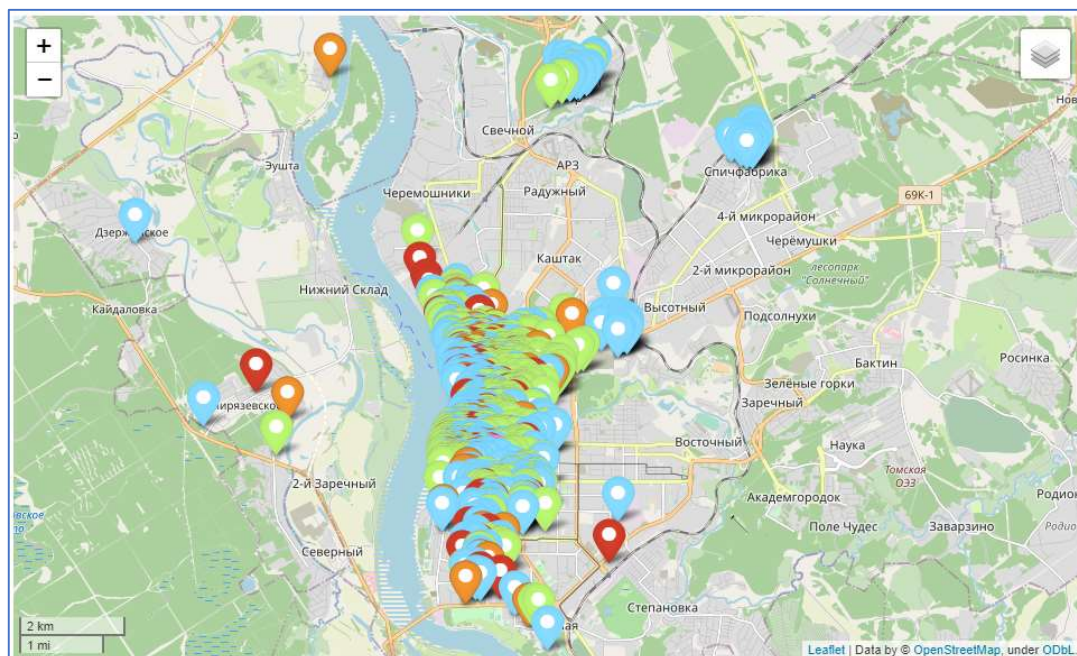 +
−
Свечной
АРЗ
Эушта
Спичфабрика
Черемошники
Радужный
69К-1
4-й микрорайон
Черёмушки
Каштак
2-й микрорайон
лесопарк
"Солнечный"
Нижний Склад
Кайдаловка
Высотный
Подсолнухи
Росинка
Бактин
Зелёные горки
Заречный
Восточный
Наука
Томская
ОЭЗ
2-й Заречный
Академгородок
Поле Чудес
Заварзино
Северный
Степановка
2 km
1 mi
Leaflet | Data by © OpenStreetMap, under ODbL.